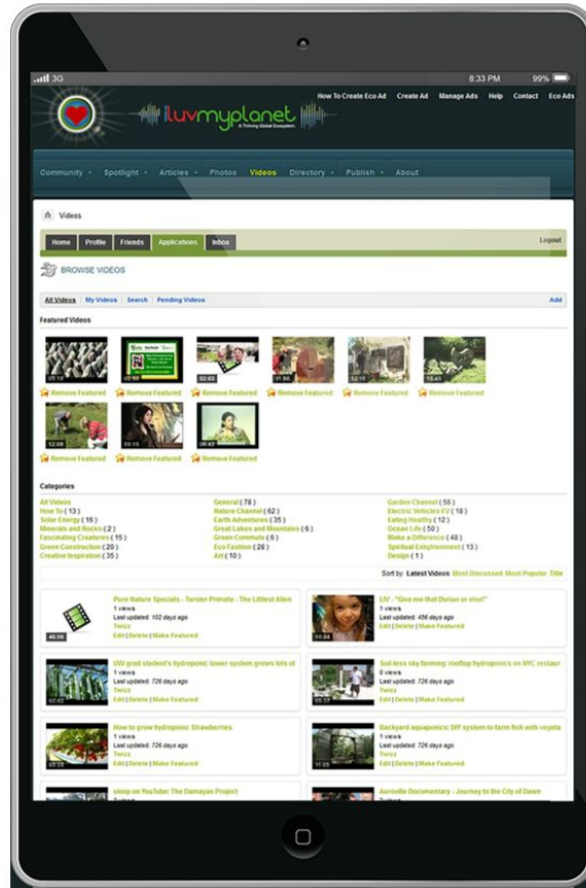 3G 8:33 PM 99%
How To Create Eco Ad Create Ad Manage Ads Help Contact Eco Ads
iluvmyplanet
A Thriving Global Ecosystem.
Community Spotlight Articles Photos Videos Directory Publish About
Videos
Home Profile Friends Applications Inbox Logout
BROWSE VIDEOS
All Videos | My Videos | Search | Pending Videos Add
Featured Videos
Remove Featured Remove Featured Remove Featured Remove Featured Remove Featured Remove Featured
Remove Featured Remove Featured Remove Featured
Categories
All Videos General ( 78 ) Garden Channel ( 56 )
How To ( 13 ) Nature Channel ( 62 ) Electric Vehicles EV ( 18 )
Solar Energy ( 16 ) Earth Adventures ( 35 ) Eating Healthy ( 12 )
Minerals and Rocks ( 2 ) Great Lakes and Mountains ( 6 ) Ocean Life ( 50 )
Fascinating Creatures ( 15 ) Green Commute ( 6 ) Make a Difference ( 48 )
Green Construction ( 20 ) Eco Fashion ( 28 ) Spiritual Enlightenment ( 13 )
Creative Inspiration ( 35 ) Art ( 10 ) Design ( 1 )
Sort by: Latest Videos Most Discussed Most Popular Title
Pure Nature Specials - Tarsier Primate - The Littlest Alien
1 views
Last updated: 102 days ago
Twizz
Edit | Delete | Make Featured
LIV - "Give me that Durian or else!"
1 views
Last updated: 456 days ago
Edit | Delete | Make Featured
10:54
UW grad student's hydroponic tower system grows lots of
1 views
Last updated: 726 days ago
Twizz
Edit | Delete | Make Featured
Soil less sky farming: rooftop hydroponics on NYC restaur
0 views
Last updated: 726 days ago
Twizz
Edit | Delete | Make Featured
How to grow hydroponic Strawberries
1 views
Last updated: 726 days ago
Twizz
Edit | Delete | Make Featured
Backyard aquaponics: DIY system to farm fish with vegeta
1 views
Last updated: 726 days ago
Twizz
Edit | Delete | Make Featured
vloop on YouTube: The Damayan Project
Auroville Documentary - Journey to the City of Dawn